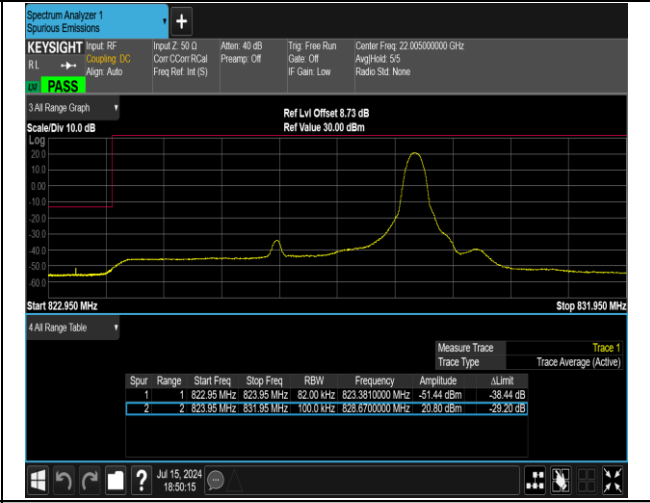 Spectrum Analyzer 1
Spurious Emissions
KEYSIGHT Input: RF Input Z: 50 Ω Atten: 40 dB Trig: Free Run Center Freq: 22.005000000 GHz
RL Coupling: DC Corr CCorr RCal Preamp: Off Gate: Off Avg|Hold: 5/5
Align: Auto Freq Ref: Int (S) IF Gain: Low Radio Std: None
PASS
3 All Range Graph
Ref Lvl Offset 8.73 dB
Scale/Div 10.0 dB Ref Value 30.00 dBm
Log
20.0
10.0
0.00
-10.0
-20.0
-30.0
-40.0
-50.0
-60.0
Start 822.950 MHz Stop 831.950 MHz
4 All Range Table
Measure Trace Trace 1
Trace Type Trace Average (Active)
Spur Range Start Freq Stop Freq RBW Frequency Amplitude ΔLimit
1 1 822.95 MHz 823.95 MHz 82.00 kHz 823.3810000 MHz -51.44 dBm -38.44 dB
2 2 823.95 MHz 831.95 MHz 100.0 kHz 828.6700000 MHz 20.80 dBm -29.20 dB
? Jul 15, 2024
18:50:15